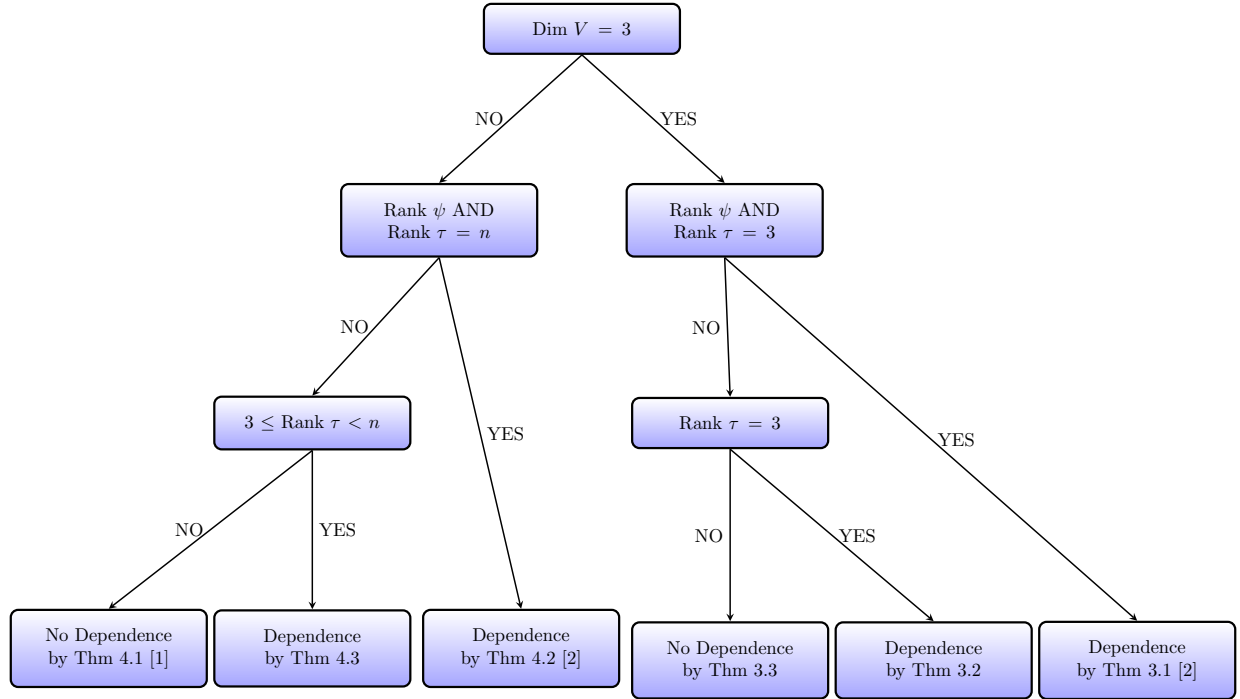 Dim V = 3
NO
YES
Rank ψ AND
Rank τ = n
Rank ψ AND
Rank τ = 3
NO
NO
3 ≤ Rank τ < n
Rank τ = 3
YES
YES
NO
YES
NO
YES
No Dependence
by Thm 4.1 [1]
Dependence
by Thm 4.3
Dependence
by Thm 4.2 [2]
No Dependence
by Thm 3.3
Dependence
by Thm 3.2
Dependence
by Thm 3.1 [2]